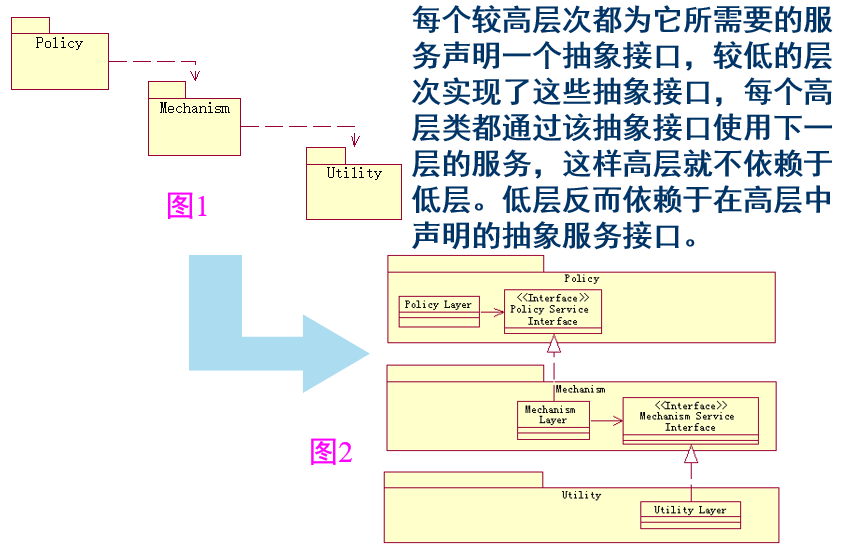 每个较高层次都为它所需要的服
务声明一个抽象接口，较低的层
次实现了这些抽象接口，每个高
层类都通过该抽象接口使用下一
层的服务，这样高层就不依赖于
低层。低层反而依赖于在高层中
声明的抽象服务接口。
Policy
Mechanism
Utility
图1
Policy
Policy Layer
<<Interface>>
Policy Service
Interface
Mechanism
Mechanism
Layer
<<Interface>>
Mechanism Service
Interface
图2
Utility
Utility Layer